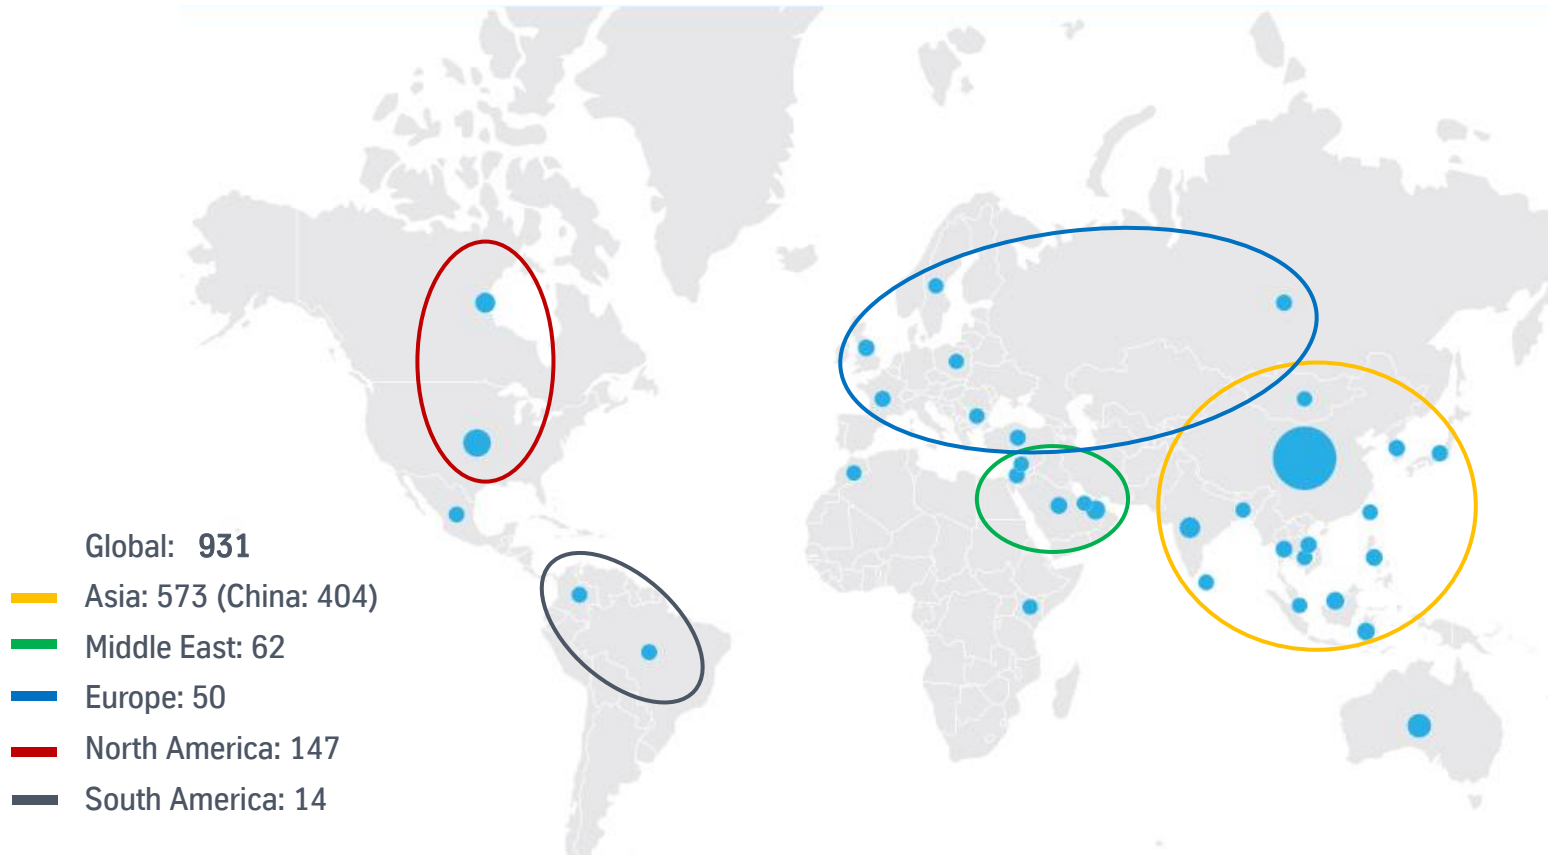 Global: 931
Asia: 573 (China: 404)
Middle East: 62
Europe: 50
North America: 147
South America: 14